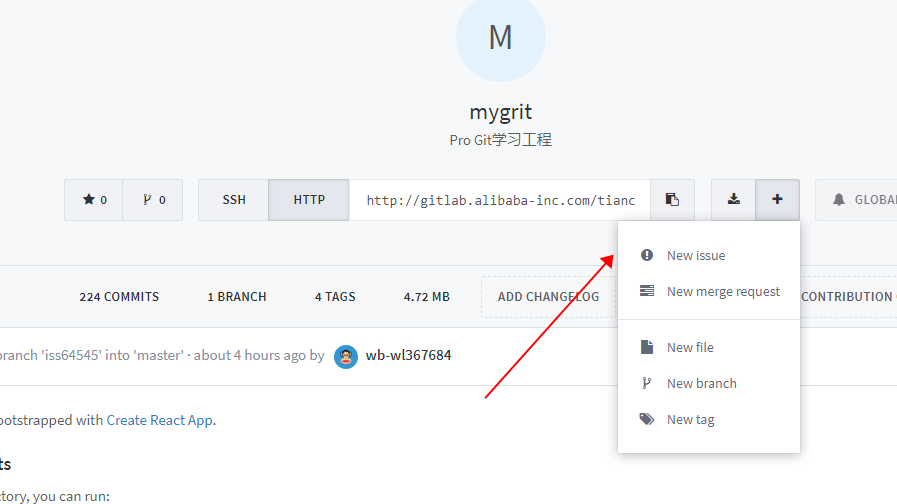 M
mygrit
Pro Git学习工程
0 0 SSH HTTP http://gitlab.alibaba-inc.com/tianc GLOBA
New issue
224 COMMITS 1 BRANCH 4 TAGS 4.72 MB ADD CHANGELOG CONTRIBUTION
New merge request
New file
branch 'iss64545' into 'master' · about 4 hours ago by wb-wl367684
New branch
New tag
ootstrapped with Create React App.
ts
ctory, you can run: